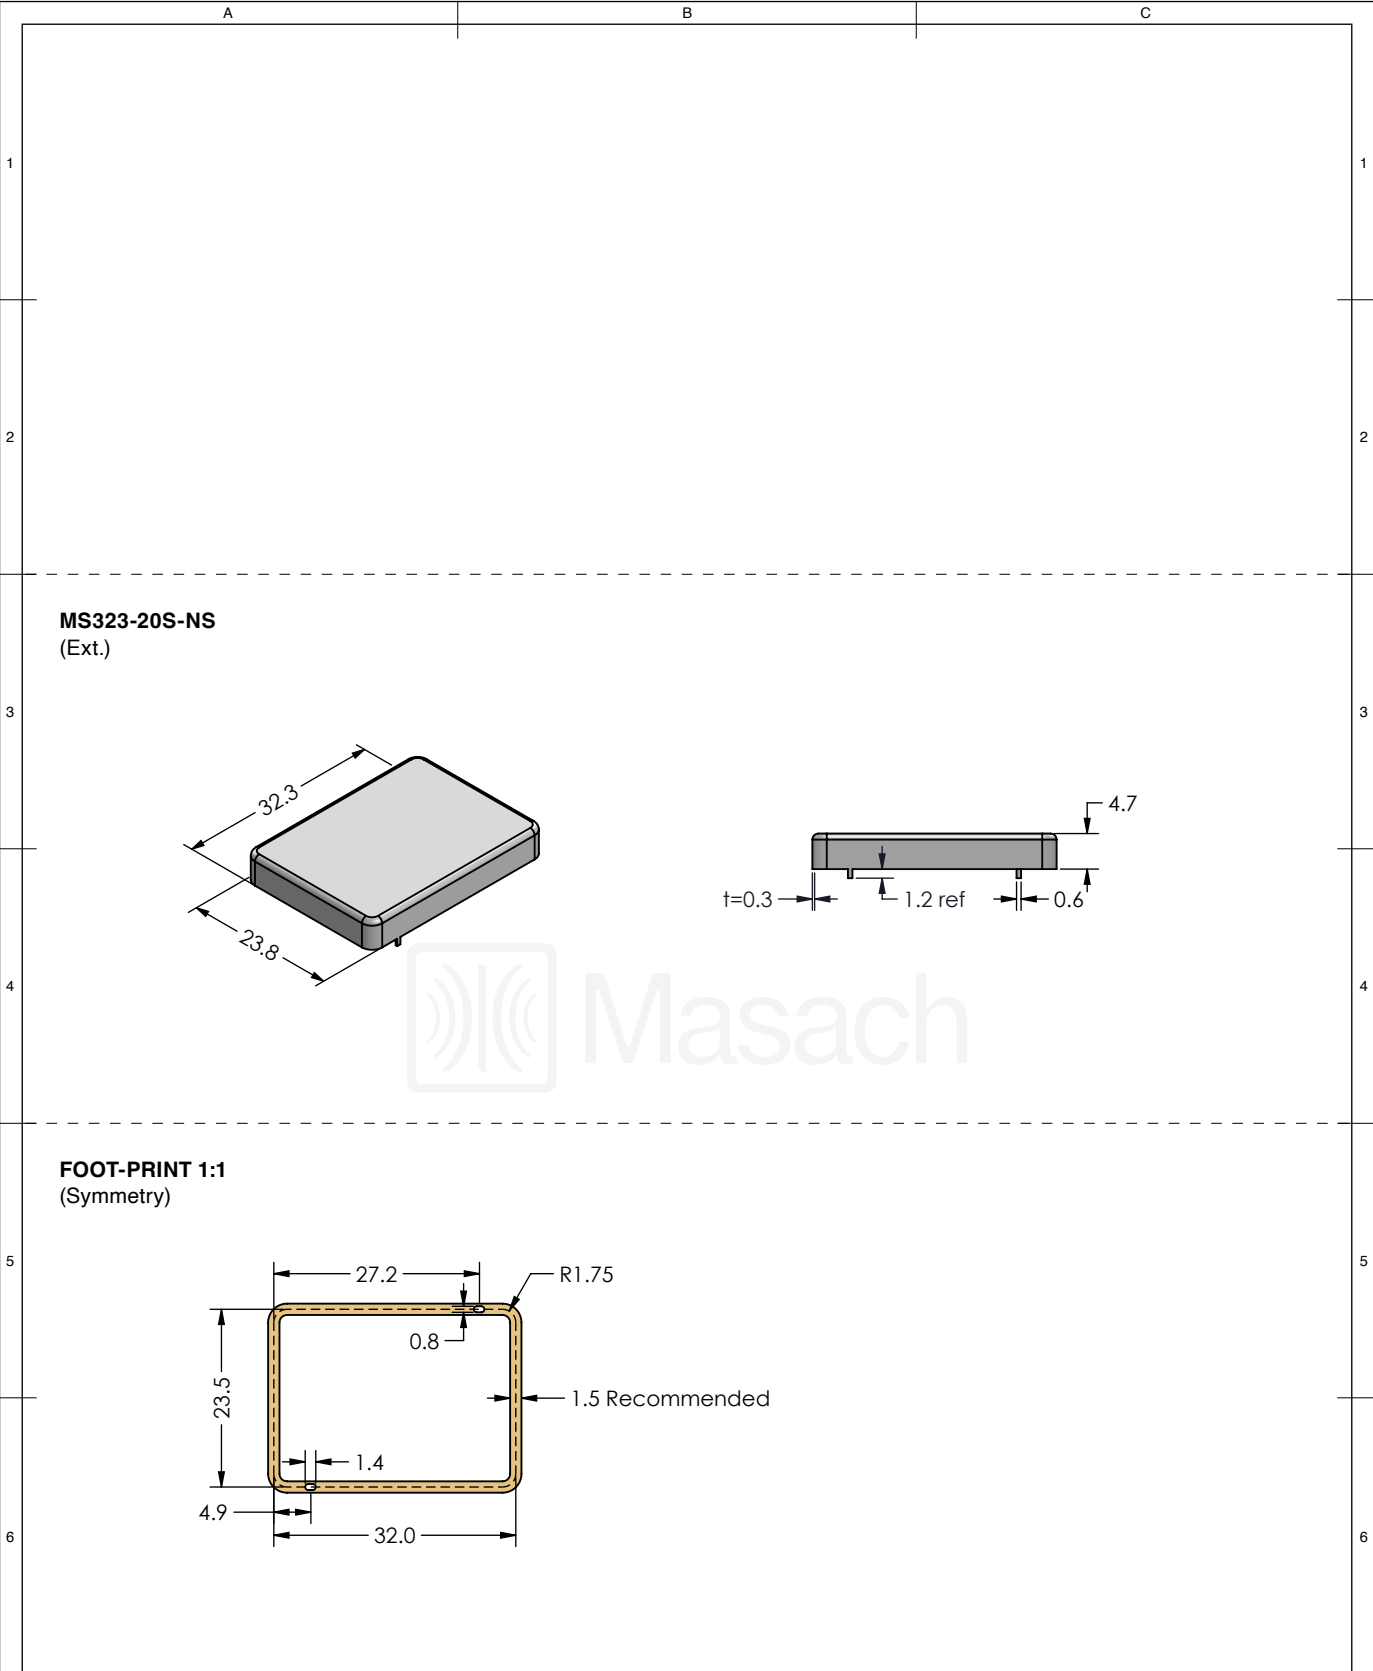 A B C
1 1
2 2
MS323-20S-NS
(Ext.)
3 3
32.3
4.7
t=0.3 1.2 ref 0.6
23.8
Masach
4 4
FOOT-PRINT 1:1
(Symmetry)
5 5
27.2 R1.75
0.8
23.5
1.5 Recommended
1.4
4.9
32.0
6 6